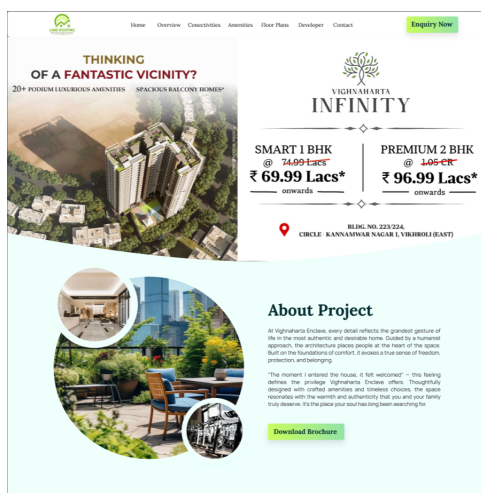 Home Overview Conectivities Amenities Floor Plans Developer Contact Enquiry Now
THINKING
OF A FANTASTIC VICINITY?
20+ PODIUM LUXURIOUS AMENITIES SPACIOUS BALCONY HOMES*
VIGHNAHARTA
INFINITY
SMART 1 BHK
@ 74.99 Lacs
₹ 69.99 Lacs*
onwards
PREMIUM 2 BHK
@ 1.05 CR
₹ 96.99 Lacs*
onwards
BLDG. NO. 223/224,
CIRCLE - KANNAMWAR NAGAR 1, VIKHROLI (EAST)
About Project
At Vighnaharta Enclave, every detail reflects the grandest gesture of
life in the most authentic and desirable home. Guided by a humanist
approach, the architecture places people at the heart of the space.
Built on the foundations of comfort, it evokes a true sense of freedom,
protection, and belonging.
"The moment I entered the house, it felt welcomed" — this feeling
defines the privilege Vighnaharta Enclave offers. Thoughtfully
designed with crafted amenities and timeless choices, the space
resonates with the warmth and authenticity that you and your family
truly deserve. It's the place your soul has long been searching for.
Download Brochure